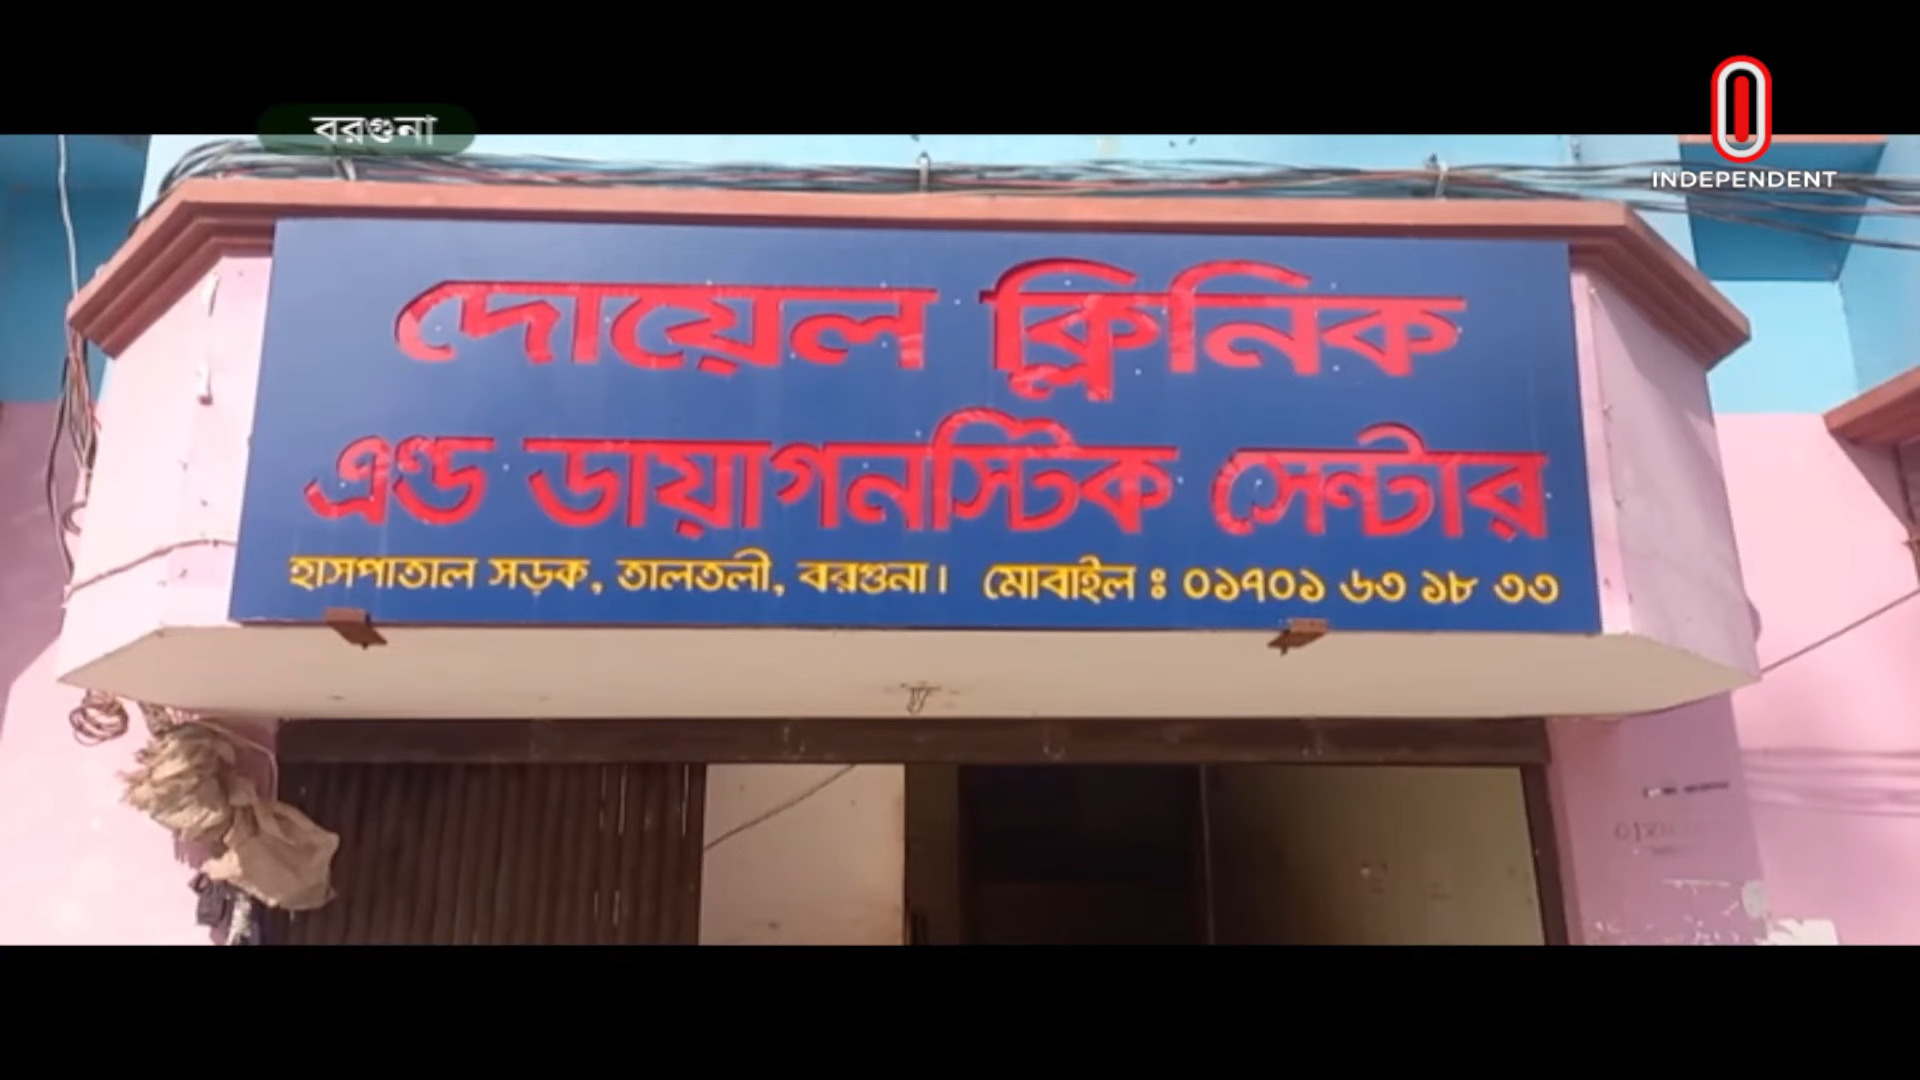 বরগুনা
INDEPENDENT
দোয়েল ক্লিনিক
এণ্ড ডায়াগনস্টিক সেন্টার
হাসপাতাল সড়ক, তালতলী, বরগুনা। মোবাইল ঃ ০১৭০১ ৬৩ ১৮ ৩৩